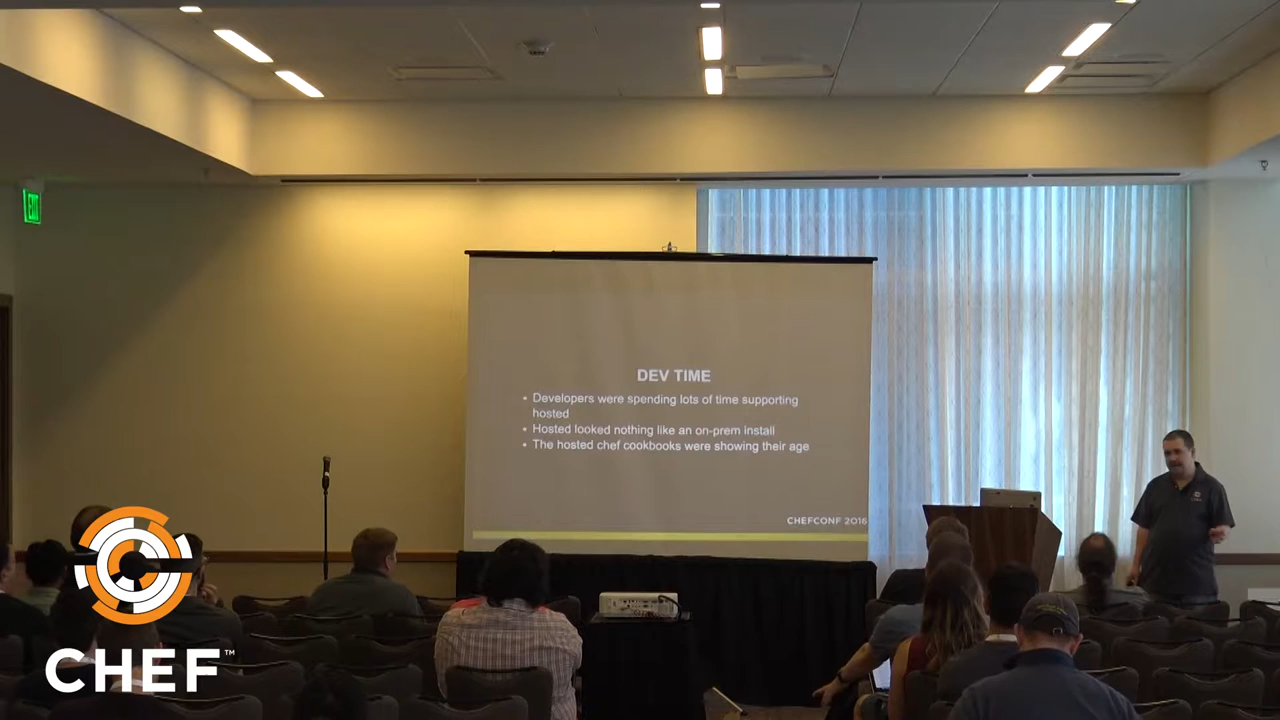 EXIT
DEV TIME
• Developers were spending lots of time supporting
hosted
• Hosted looked nothing like an on-prem install
• The hosted chef cookbooks were showing their age
CHEFCONF 2016
CHEF™